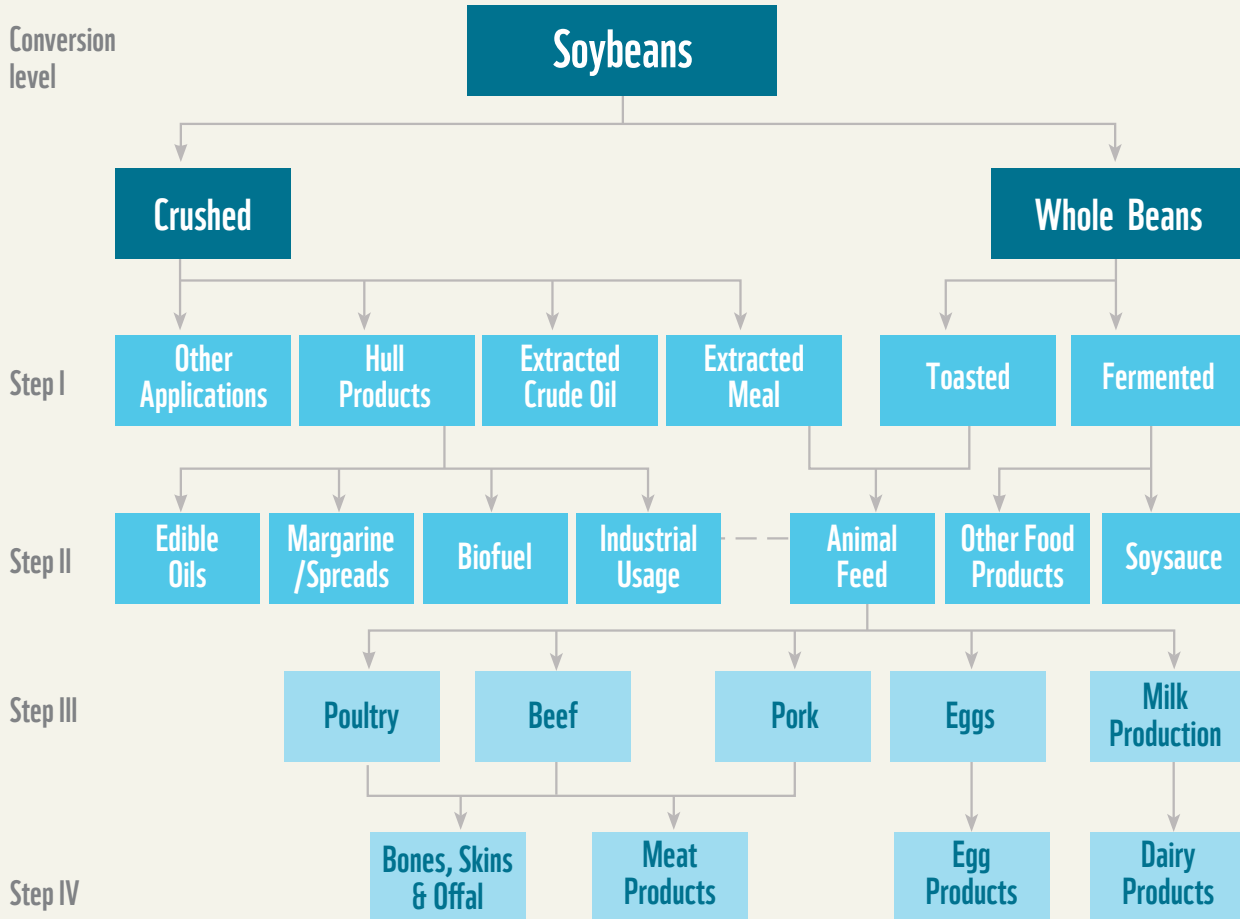 Conversion
level
Soybeans
Crushed
Whole Beans
Step I
Other
Applications
Hull
Products
Extracted
Crude Oil
Extracted
Meal
Toasted
Fermented
Step II
Edible
Oils
Margarine
/Spreads
Biofuel
Industrial
Usage
Animal
Feed
Other Food
Products
Soysauce
Step III
Poultry
Beef
Pork
Eggs
Milk
Production
Step IV
Bones, Skins
& Offal
Meat
Products
Egg
Products
Dairy
Products